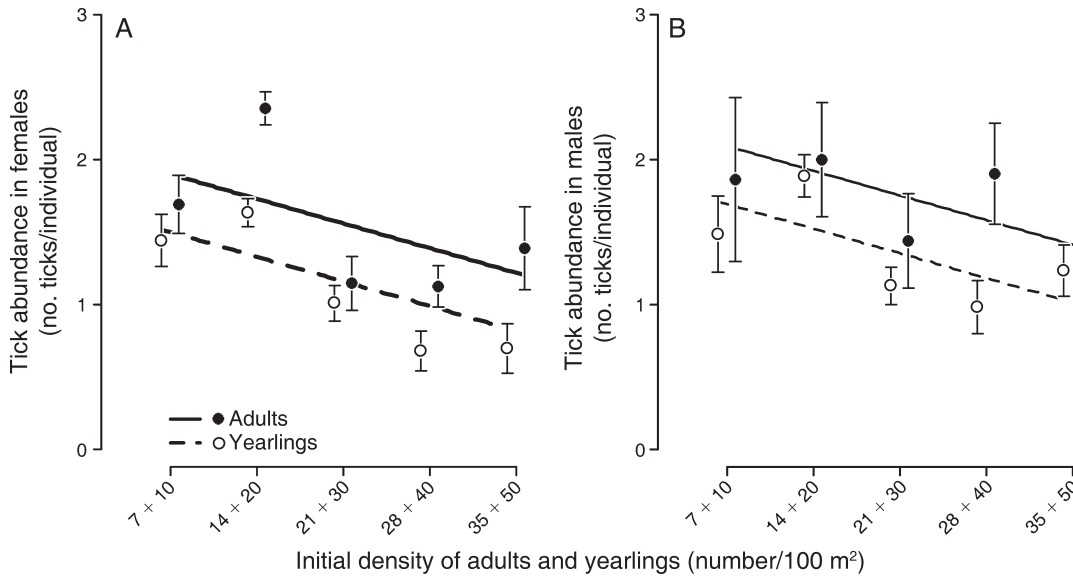 A
B
Tick abundance in females
(no. ticks/individual)
3
2
1
0
Adults
Yearlings
7 + 10
14 + 20
21 + 30
28 + 40
35 + 50
Tick abundance in males
(no. ticks/individual)
3
2
1
0
7 + 10
14 + 20
21 + 30
28 + 40
35 + 50
Initial density of adults and yearlings (number/100 m²)